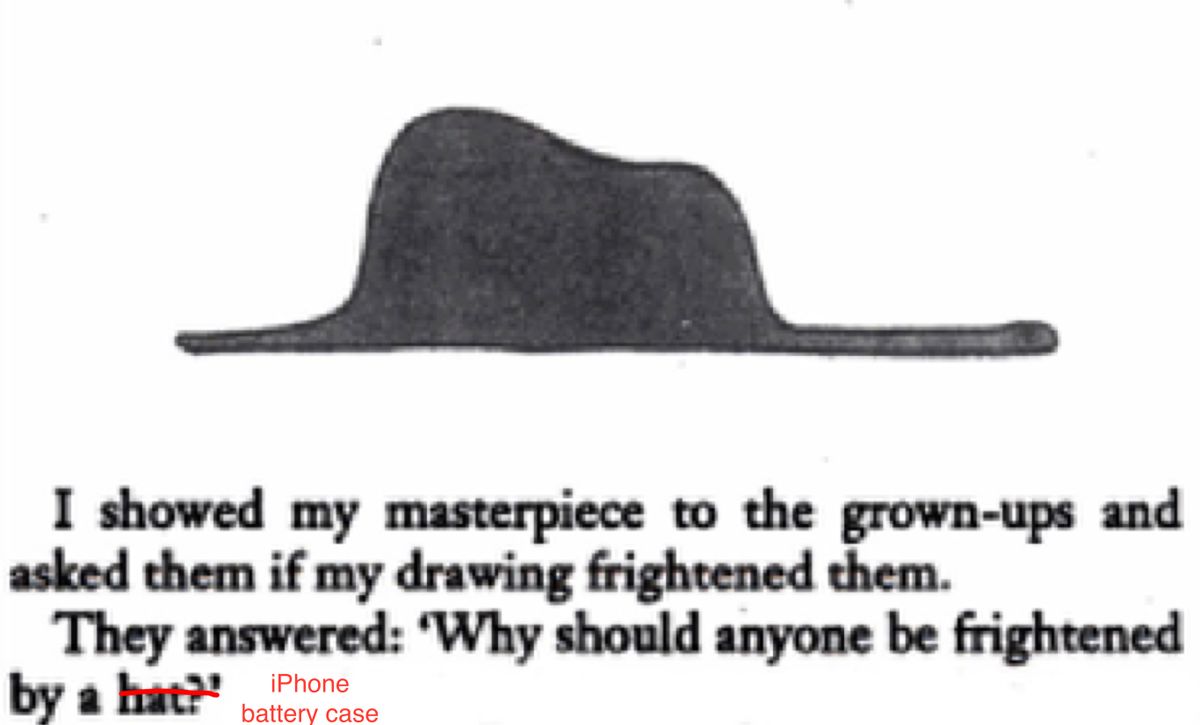 I showed my masterpiece to the grown-ups and
asked them if my drawing frightened them.
They answered: ‘Why should anyone be frightened
by a hat?’ iPhone
battery case